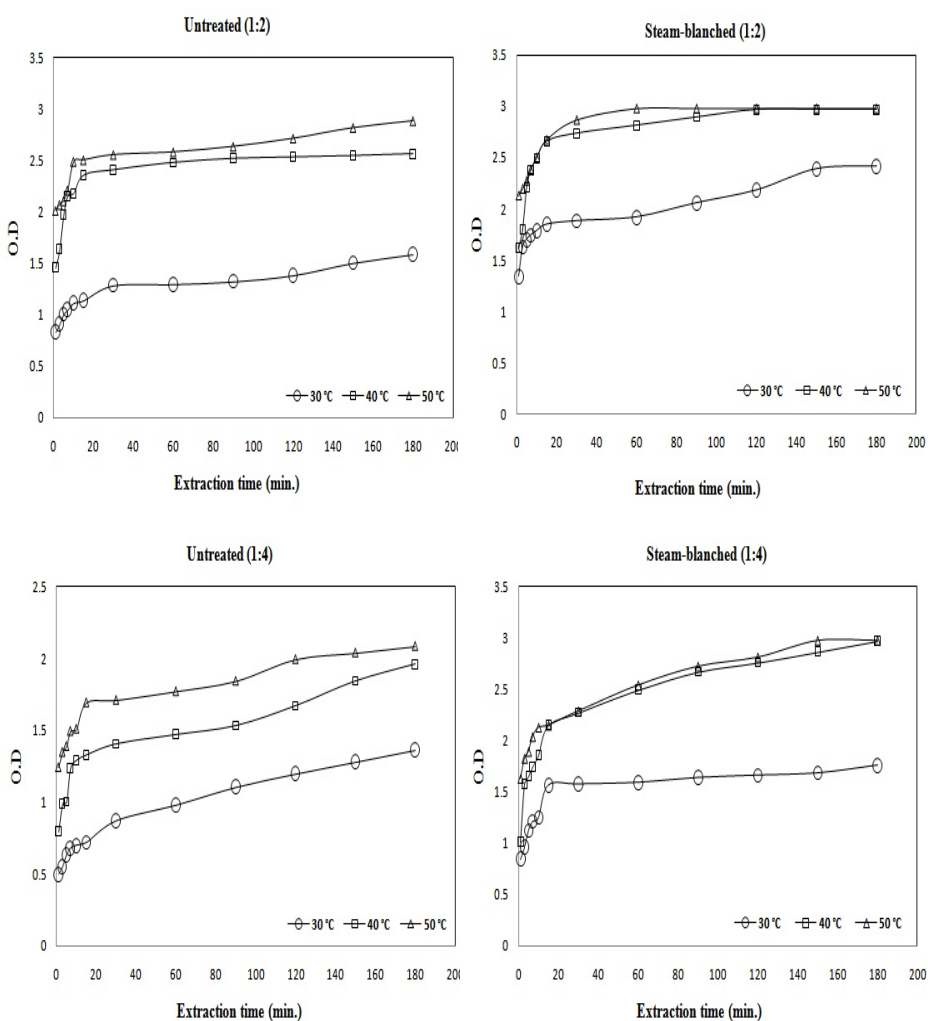 Untreated (1:2)
3.5
3
2.5
2
1.5
1
0.5
0
O.D
30 °C 40 °C 50 °C
0 20 40 60 80 100 120 140 160 180 20
Extraction time (min.)
Steam-blanched (1:2)
3.5
3
2.5
2
1.5
1
0.5
0
O.D
30 °C 40 °C 50 °C
0 20 40 60 80 100 120 140 160 180 200
Extraction time (min.)
Untreated (1:4)
2.5
2
1.5
1
0.5
0
O.D
30 °C 40 °C 50 °C
0 20 40 60 80 100 120 140 160 180 20
Extraction time (min.)
Steam-blanched (1:4)
3.5
3
2.5
2
1.5
1
0.5
0
O.D
30 °C 40 °C 50 °C
0 20 40 60 80 100 120 140 160 180 200
Extraction time (min.)